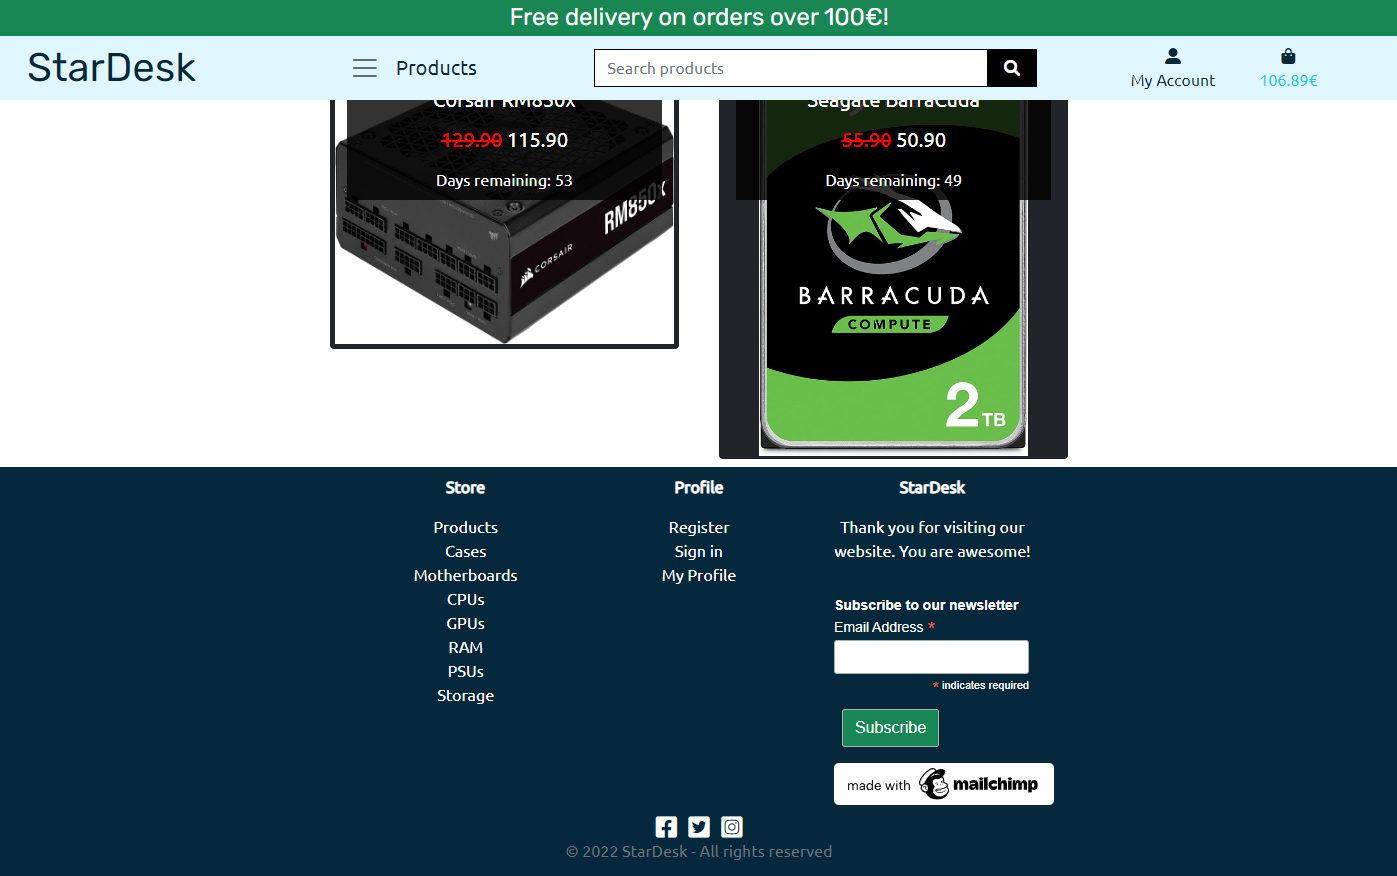 Free delivery on orders over 100€!
StarDesk
Products
Search products
My Account
106.89€
Corsair RM850x
129.90 115.90
Days remaining: 53
RM850x
CORSAIR
Seagate BarraCuda
55.90 50.90
Days remaining: 49
BARRACUDA
COMPUTE
2TB
Store
Products
Cases
Motherboards
CPUs
GPUs
RAM
PSUs
Storage
Profile
Register
Sign in
My Profile
StarDesk
Thank you for visiting our
website. You are awesome!
Subscribe to our newsletter
Email Address *
* indicates required
Subscribe
made with mailchimp
© 2022 StarDesk - All rights reserved